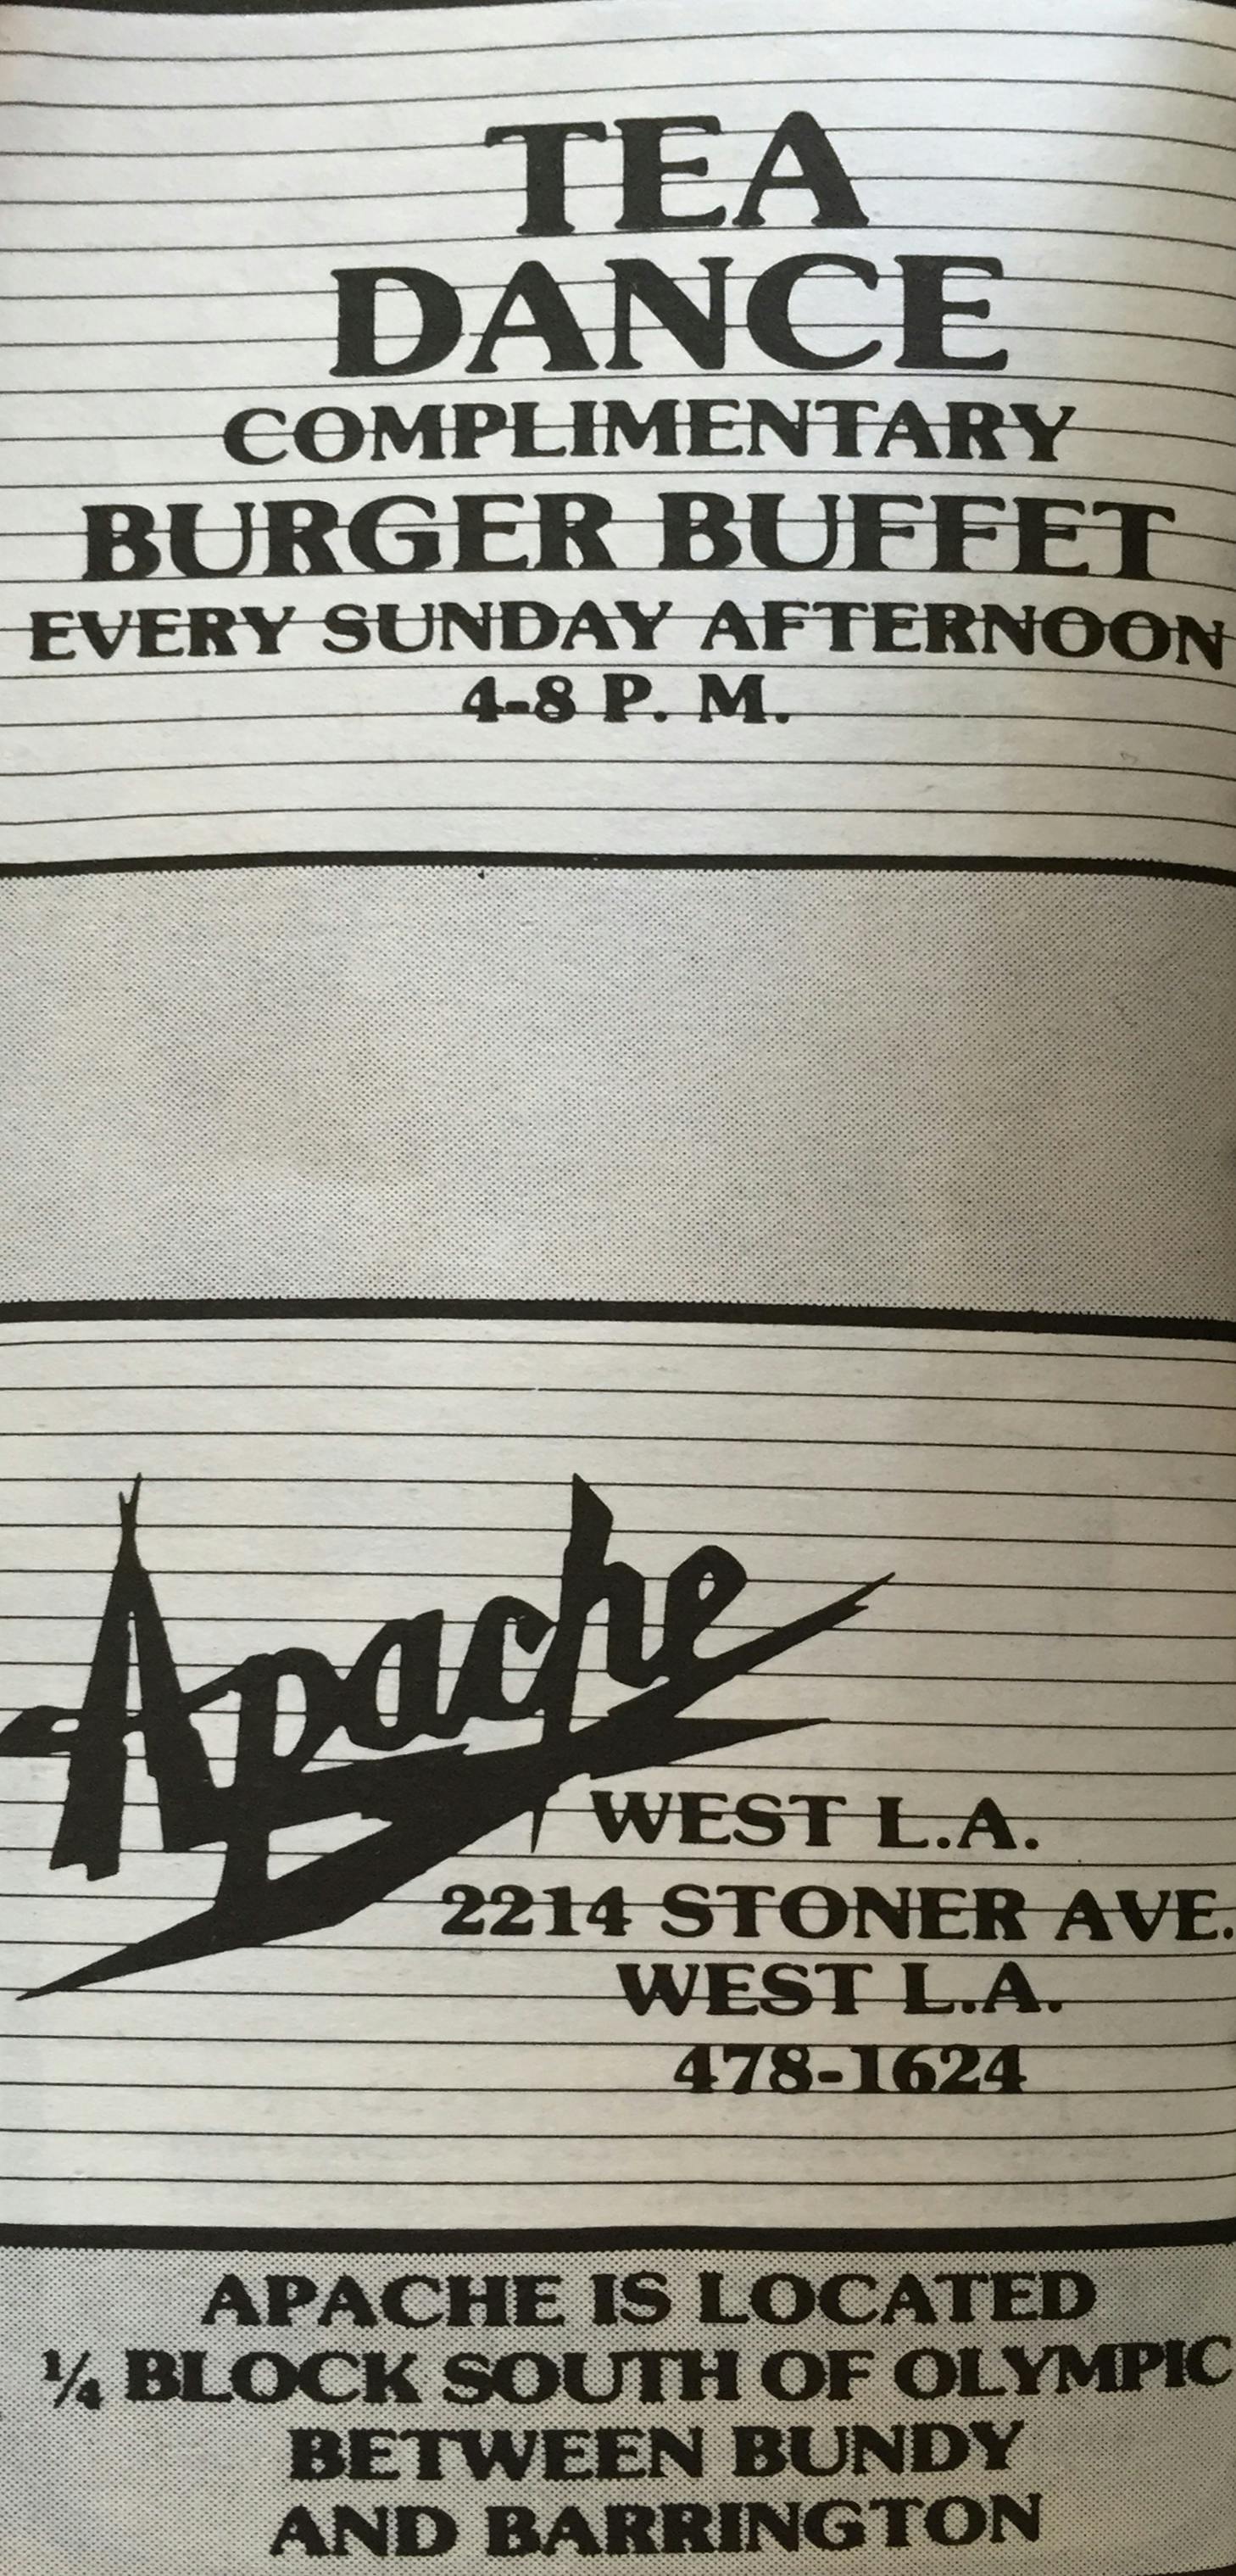 TEA
DANCE
COMPLIMENTARY
BURGER BUFFET
EVERY SUNDAY AFTERNOON
4-8 P. M.
Apache
WEST L.A.
2214 STONER AVE.
WEST L.A.
478-1624
APACHE IS LOCATED
¼ BLOCK SOUTH OF OLYMPIC
BETWEEN BUNDY
AND BARRINGTON